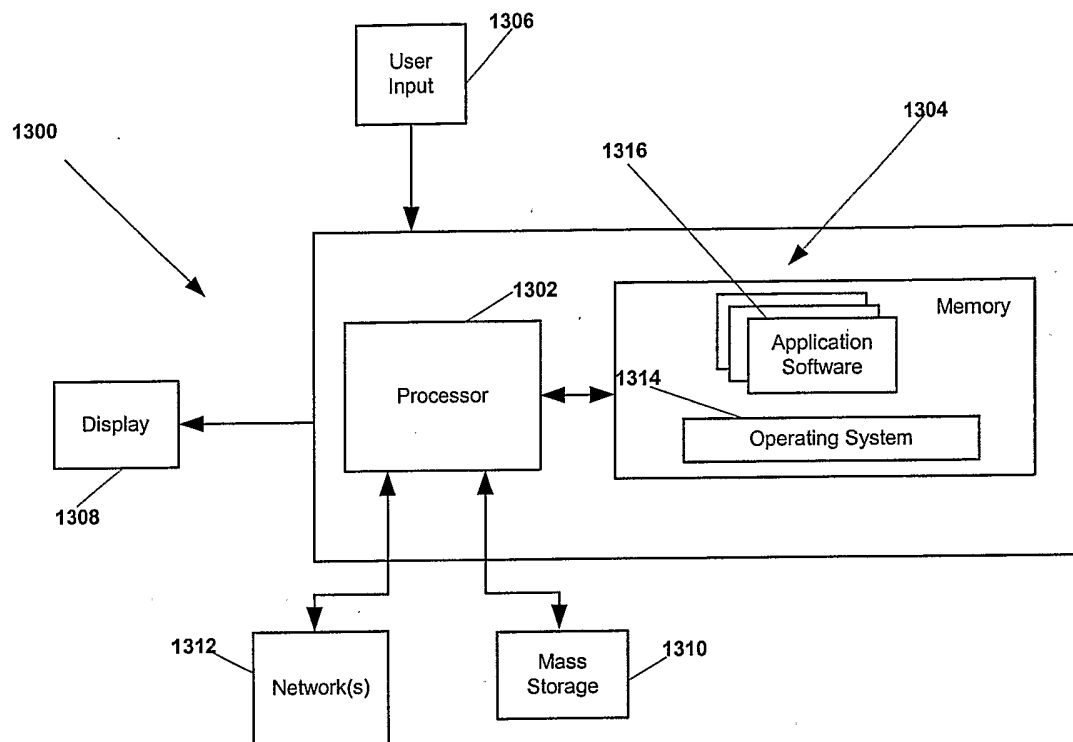 1306
User
Input
1300
1304
1316
1302
Memory
Application
Software
Processor
1314
Display
Operating System
1308
1312
1310
Mass
Storage
Network(s)